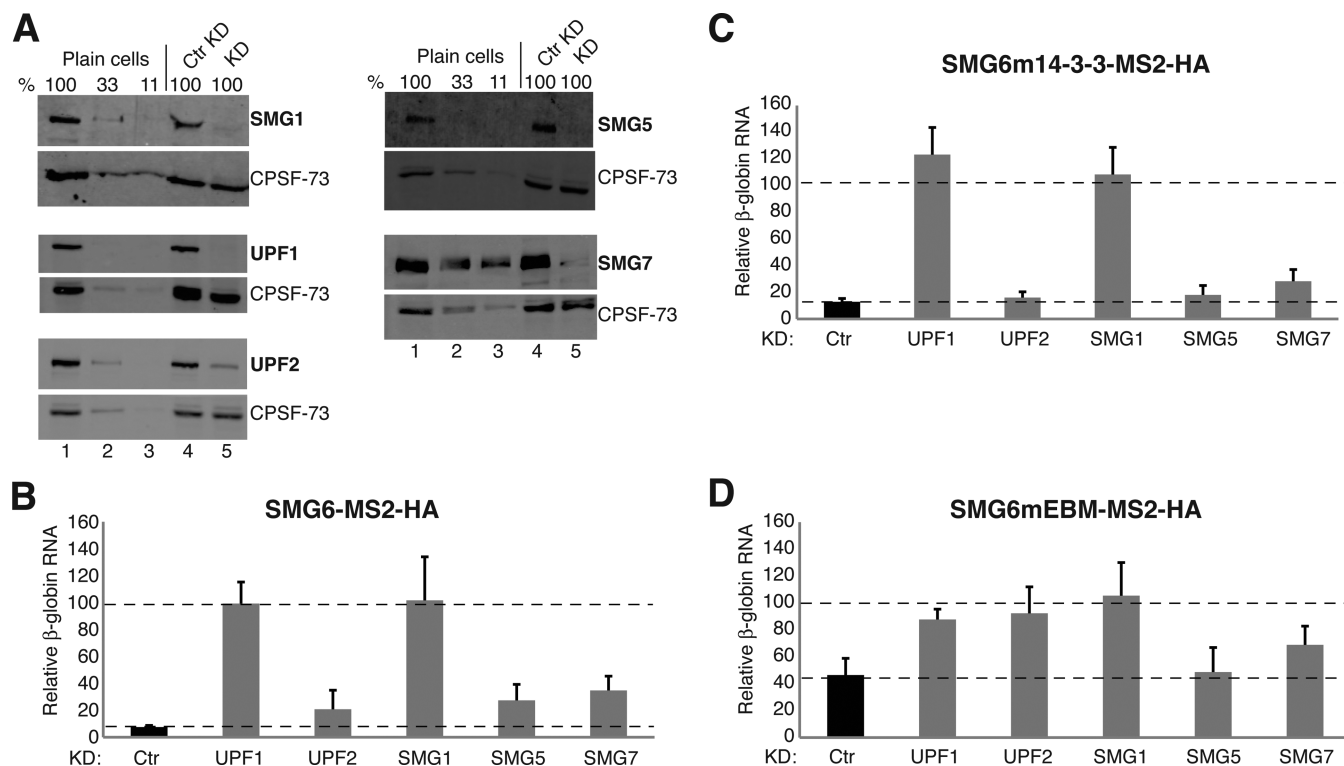 A
Plain cells
Ctr KD
KD
% 100 33 11 100 100
SMG1
CPSF-73
UPF1
CPSF-73
UPF2
CPSF-73
1 2 3 4 5
Plain cells
Ctr KD
KD
% 100 33 11 100 100
SMG5
CPSF-73
SMG7
CPSF-73
1 2 3 4 5
B
SMG6-MS2-HA
Relative β-globin RNA
160
140
120
100
80
60
40
20
0
KD: Ctr UPF1 UPF2 SMG1 SMG5 SMG7
C
SMG6m14-3-3-MS2-HA
Relative β-globin RNA
160
140
120
100
80
60
40
20
0
KD: Ctr UPF1 UPF2 SMG1 SMG5 SMG7
D
SMG6mEBM-MS2-HA
Relative β-globin RNA
160
140
120
100
80
60
40
20
0
KD: Ctr UPF1 UPF2 SMG1 SMG5 SMG7